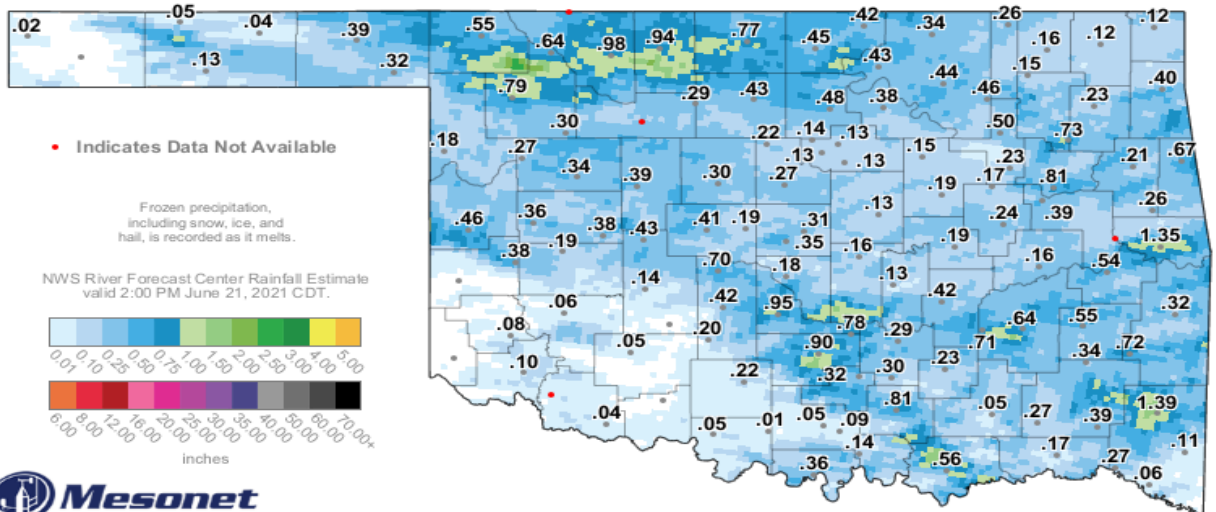 .02 .05 .04 .39 .55 .64 .98 .94 .77 .45 .42 .34 .26 .16 .12 .12
.13 .32 .43 .15
.79 .29 .43 .48 .38 .44 .46 .23 .40
.30 .22 .14 .13 .50 .73
Indicates Data Not Available
.18 .27 .34 .39 .30 .13 .27 .13 .15 .19 .17 .23 .81 .21 .67
Frozen precipitation,
including snow, ice, and
hail, is recorded as it melts.
.46 .36 .38 .43 .41 .19 .31 .13 .24 .39 .26
.38 .19 .35 .16 .19 .16 .54 1.35
NWS River Forecast Center Rainfall Estimate
valid 2:00 PM June 21, 2021 CDT.
.14 .70 .18 .13
.06 .42 .95 .42 .32
.08 .05 .20 .78 .29 .71 .64 .55
0.01 0.10 0.25 0.50 0.75 1.00 1.50 2.00 2.50 3.00 4.00 5.00
.10 .22 .90 .32 .30 .23 .34 .72
6.00 8.00 12.00 16.00 20.00 25.00 30.00 35.00 40.00 50.00 60.00 70.00+
.04 .05 .01 .05 .09 .81 .05 .27 .39 1.39
inches
.36 .14 .56 .17 .27 .06 .11
Mesonet